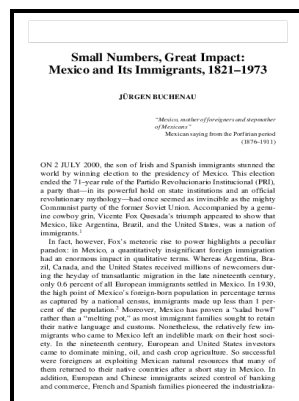 Small Numbers, Great Impact:
Mexico and Its Immigrants, 1821–1973
JÜRGEN BUCHENAU
"Mexico, mother of foreigners and stepmother
of Mexicans"
Mexican saying from the Porfirian period
(1876–1911)
ON 2 JULY 2000, the son of Irish and Spanish immigrants stunned the
world by winning election to the presidency of Mexico. This election
ended the 71-year rule of the Partido Revolucionario Institucional (PRI),
a party that—in its powerful hold on state institutions and an official
revolutionary mythology—had once seemed as invincible as the mighty
Communist party of the former Soviet Union. Accompanied by a genu-
ine cowboy grin, Vicente Fox Quesada's triumph appeared to show that
Mexico, like Argentina, Brazil, and the United States, was a nation of
immigrants.1
In fact, however, Fox's meteoric rise to power highlights a peculiar
paradox: in Mexico, a quantitatively insignificant foreign immigration
had an enormous impact in qualitative terms. Whereas Argentina, Bra-
zil, Canada, and the United States received millions of newcomers dur-
ing the heyday of transatlantic migration in the late nineteenth century,
only 0.6 percent of all European immigrants settled in Mexico. In 1930,
the high point of Mexico's foreign-born population in percentage terms
as captured by a national census, immigrants made up less than 1 per-
cent of the population.2 Moreover, Mexico has proven a "salad bowl"
rather than a "melting pot," as most immigrant families sought to retain
their native language and customs. Nonetheless, the relatively few im-
migrants who came to Mexico left an indelible mark on their host soci-
ety. In the nineteenth century, European and United States investors
came to dominate mining, oil, and cash crop agriculture. So successful
were foreigners at exploiting Mexican natural resources that many of
them returned to their native countries after a short stay in Mexico. In
addition, European and Chinese immigrants seized control of banking
and commerce, French and Spanish families pioneered the industrializa-